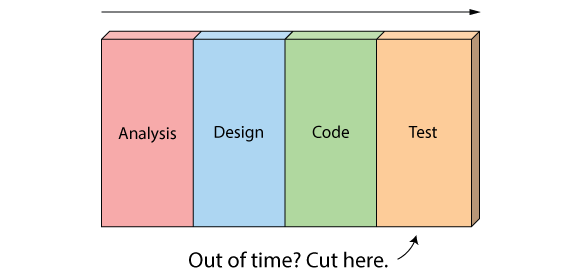 Analysis
Design
Code
Test
Out of time? Cut here.